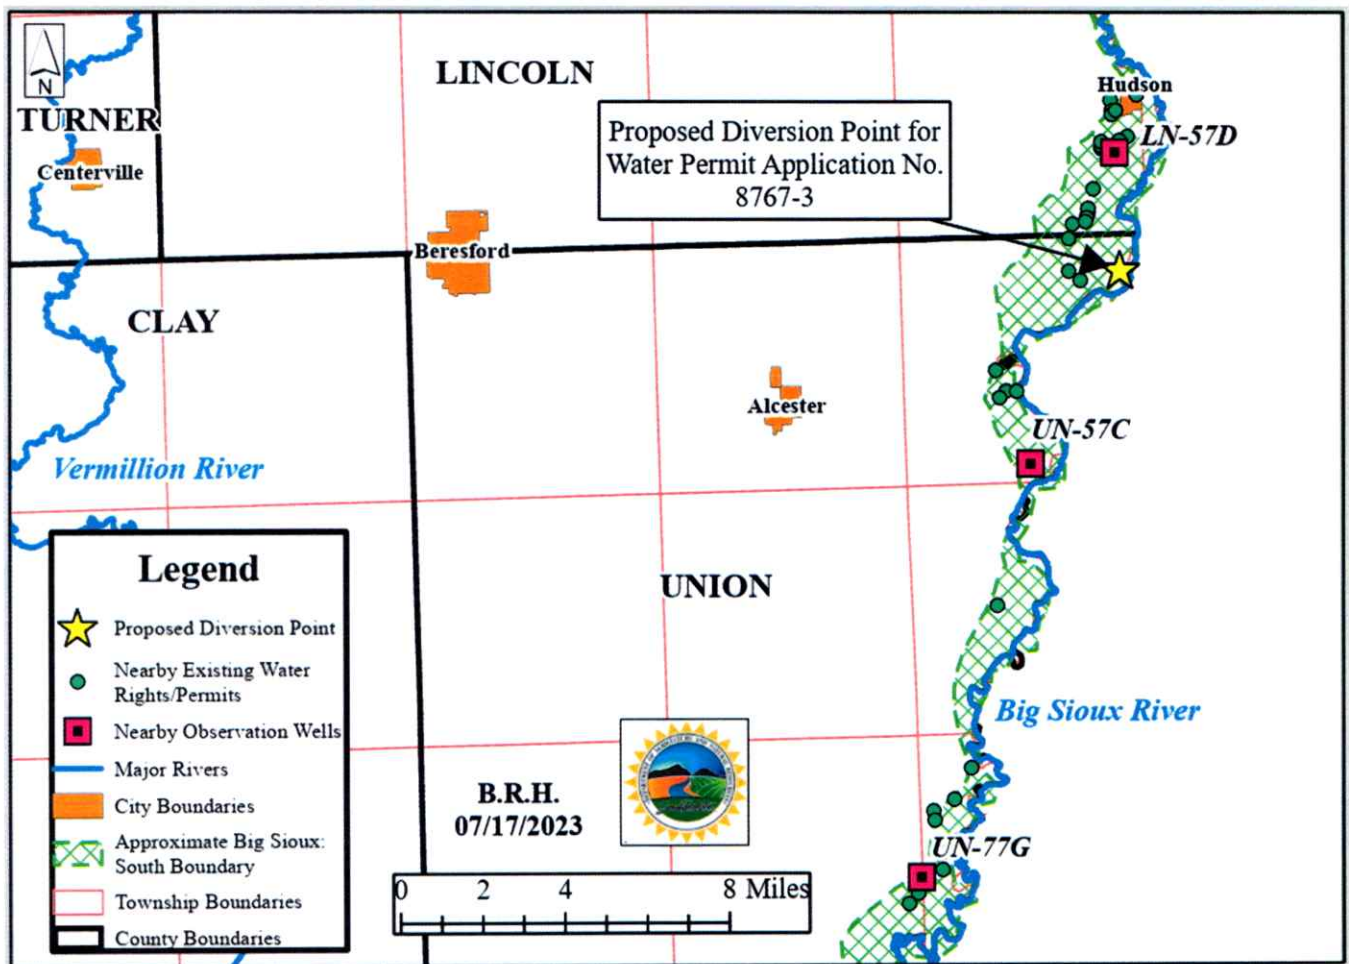 N
LINCOLN
TURNER
Centerville
Hudson
LN-57D
Proposed Diversion Point for
Water Permit Application No.
8767-3
Beresford
CLAY
Alcester
UN-57C
Vermillion River
UNION
Big Sioux River
UN-77G
B.R.H.
07/17/2023
0 2 4 8 Miles
Legend
Proposed Diversion Point
Nearby Existing Water
Rights/Permits
Nearby Observation Wells
Major Rivers
City Boundaries
Approximate Big Sioux:
South Boundary
Township Boundaries
County Boundaries